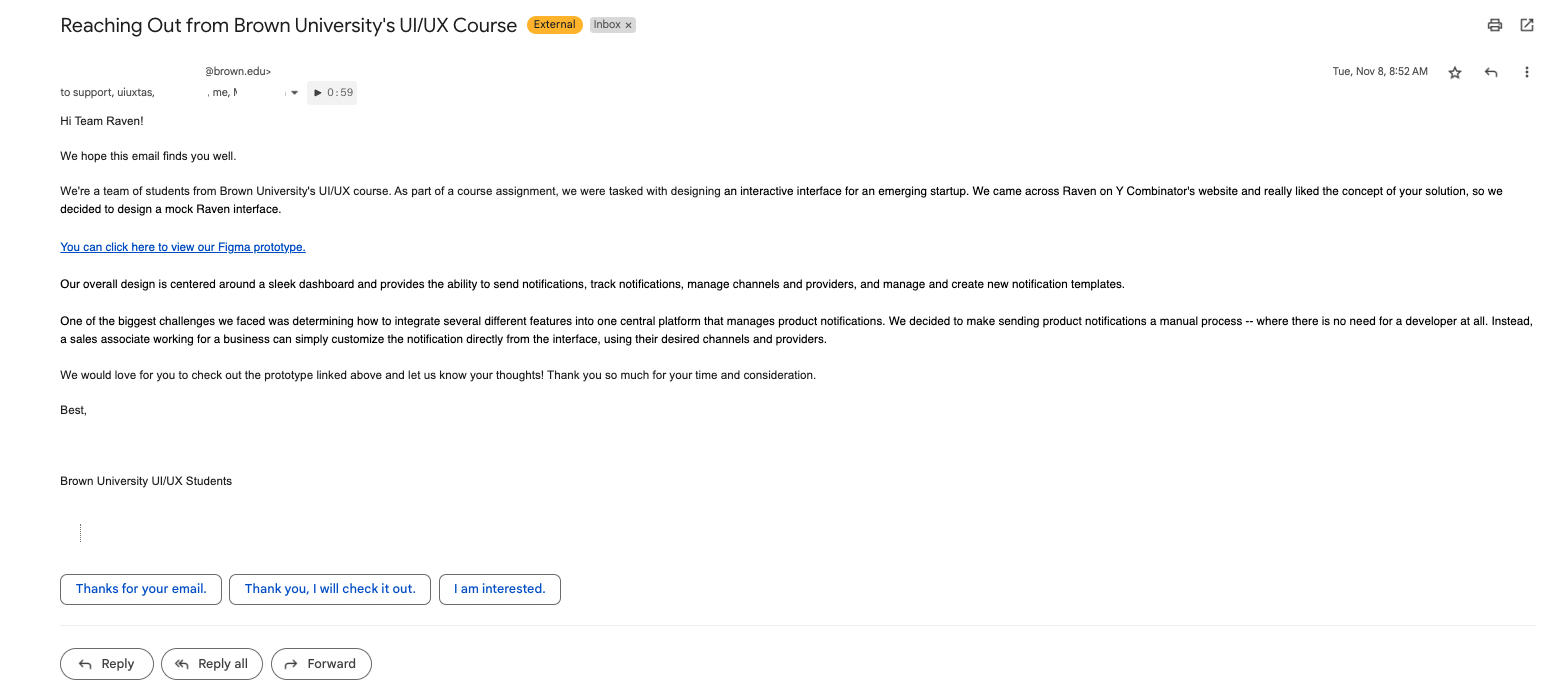 Reaching Out from Brown University's UI/UX Course External Inbox ×
@brown.edu>
Tue, Nov 8, 8:52 AM
to support, uiuxtas, , me, 0:59
Hi Team Raven!
We hope this email finds you well.
We're a team of students from Brown University's UI/UX course. As part of a course assignment, we were tasked with designing an interactive interface for an emerging startup. We came across Raven on Y Combinator's website and really liked the concept of your solution, so we
decided to design a mock Raven interface.
You can click here to view our Figma prototype.
Our overall design is centered around a sleek dashboard and provides the ability to send notifications, track notifications, manage channels and providers, and manage and create new notification templates.
One of the biggest challenges we faced was determining how to integrate several different features into one central platform that manages product notifications. We decided to make sending product notifications a manual process -- where there is no need for a developer at all. Instead,
a sales associate working for a business can simply customize the notification directly from the interface, using their desired channels and providers.
We would love for you to check out the prototype linked above and let us know your thoughts! Thank you so much for your time and consideration.
Best,
Brown University UI/UX Students
Thanks for your email. Thank you, I will check it out. I am interested.
Reply Reply all Forward